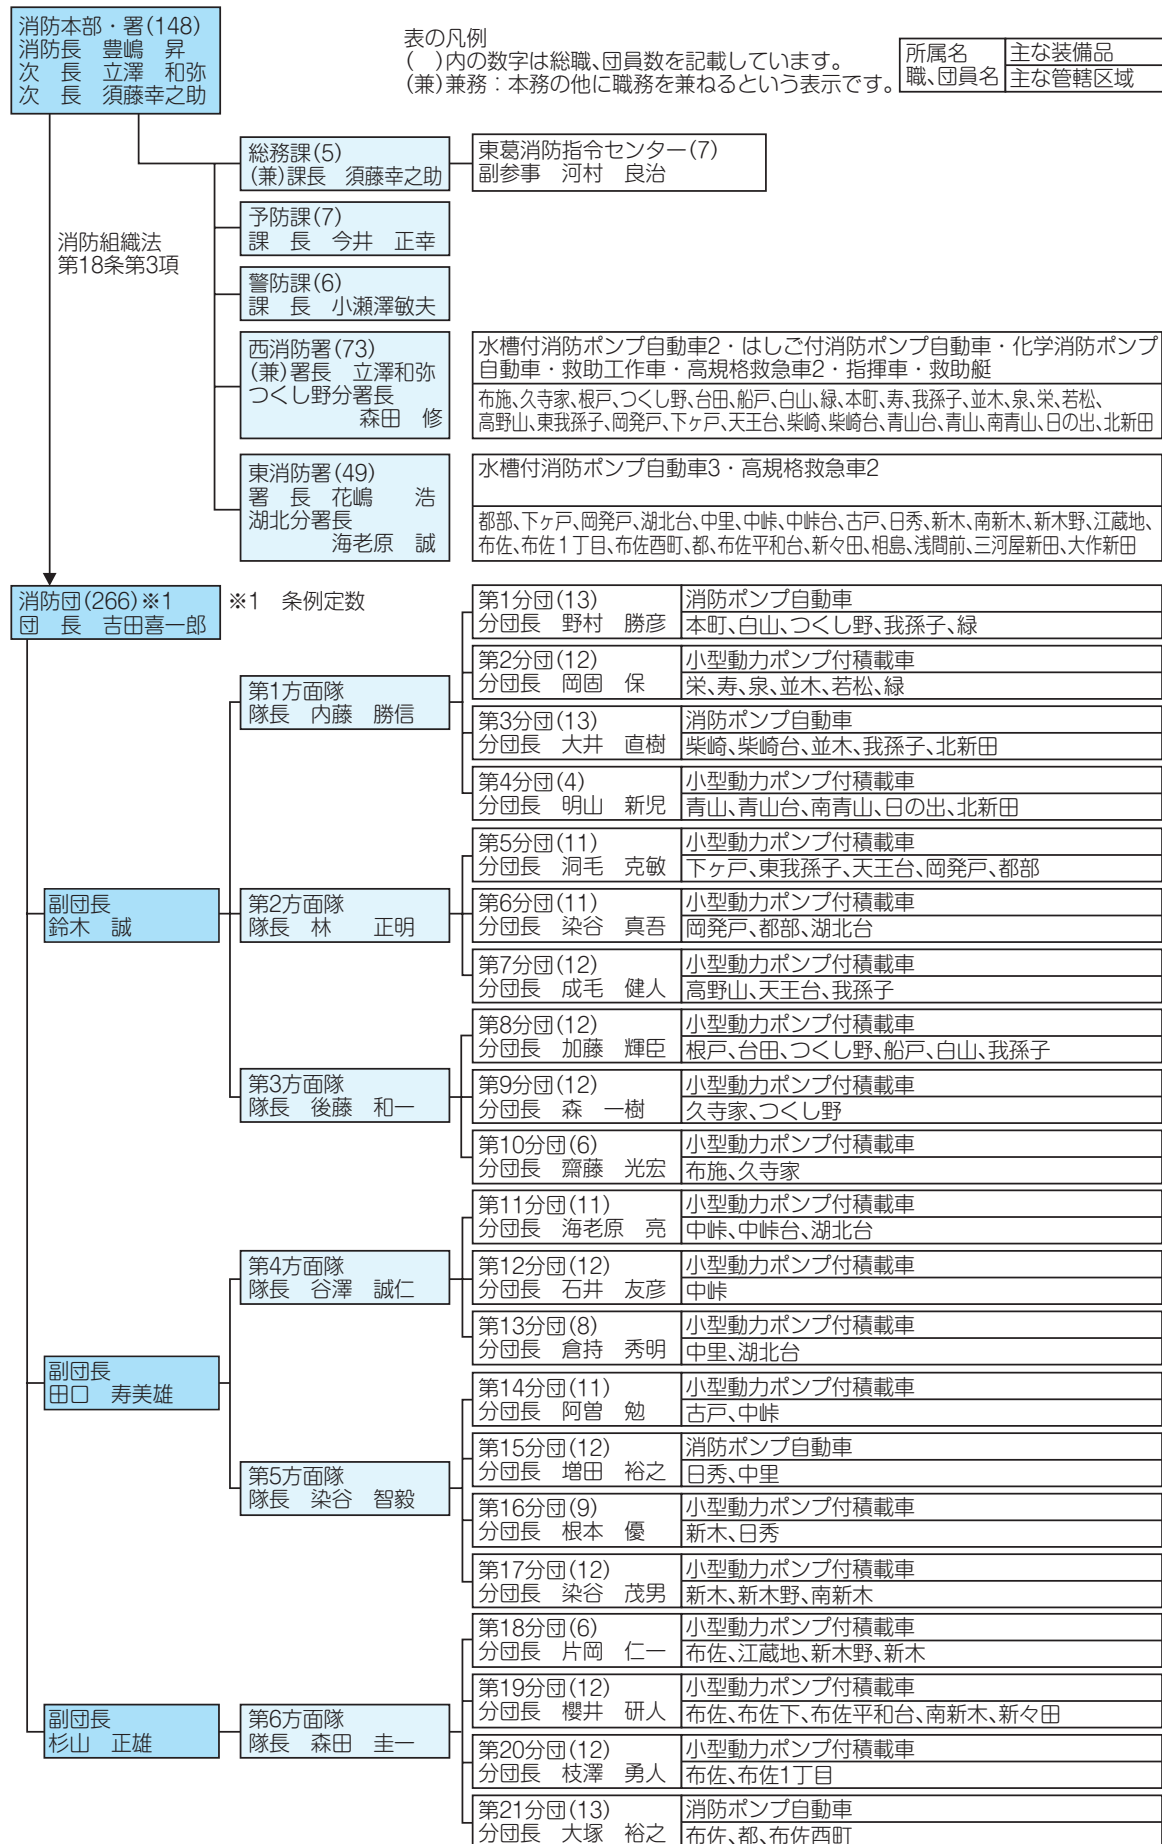 消防本部・署(148)
消防長　豊嶋　昇
次　長　立澤　和弥
次　長　須藤幸之助
表の凡例
(　)内の数字は総職、団員数を記載しています。
(兼)兼務：本務の他に職務を兼ねるという表示です。
所属名　主な装備品
職、団員名　主な管轄区域
総務課(5)
(兼)課長　須藤幸之助
東葛消防指令センター(7)
副参事　河村　良治
予防課(7)
課　長　今井　正幸
消防組織法
第18条第3項
警防課(6)
課　長　小瀬澤敏夫
西消防署(73)
(兼)署長　立澤和弥
つくし野分署長
森田　修
水槽付消防ポンプ自動車2・はしご付消防ポンプ自動車・化学消防ポンプ
自動車・救助工作車・高規格救急車2・指揮車・救助艇
布施、久寺家、根戸、つくし野、台田、船戸、白山、緑、本町、寿、我孫子、並木、泉、栄、若松、
高野山、東我孫子、岡発戸、下ヶ戸、天王台、柴崎、柴崎台、青山台、青山、南青山、日の出、北新田
東消防署(49)
署　長　花嶋　浩
湖北分署長
海老原　誠
水槽付消防ポンプ自動車3・高規格救急車2
都部、下ヶ戸、岡発戸、湖北台、中里、中峠、中峠台、古戸、日秀、新木、南新木、新木野、江蔵地、
布佐、布佐１丁目、布佐酉町、都、布佐平和台、新々田、相島、浅間前、三河屋新田、大作新田
消防団(266)※1
団　長　吉田喜一郎
※1　条例定数
第1分団(13)　消防ポンプ自動車
分団長　野村　勝彦　本町、白山、つくし野、我孫子、緑
第2分団(12)　小型動力ポンプ付積載車
分団長　岡固　保　栄、寿、泉、並木、若松、緑
第1方面隊
隊長　内藤　勝信
第3分団(13)　消防ポンプ自動車
分団長　大井　直樹　柴崎、柴崎台、並木、我孫子、北新田
第4分団(4)　小型動力ポンプ付積載車
分団長　明山　新児　青山、青山台、南青山、日の出、北新田
第5分団(11)　小型動力ポンプ付積載車
分団長　洞毛　克敏　下ヶ戸、東我孫子、天王台、岡発戸、都部
副団長
鈴木　誠
第2方面隊
隊長　林　正明
第6分団(11)　小型動力ポンプ付積載車
分団長　染谷　真吾　岡発戸、都部、湖北台
第7分団(12)　小型動力ポンプ付積載車
分団長　成毛　健人　高野山、天王台、我孫子
第8分団(12)　小型動力ポンプ付積載車
分団長　加藤　輝臣　根戸、台田、つくし野、船戸、白山、我孫子
第3方面隊
隊長　後藤　和一
第9分団(12)　小型動力ポンプ付積載車
分団長　森　一樹　久寺家、つくし野
第10分団(6)　小型動力ポンプ付積載車
分団長　齋藤　光宏　布施、久寺家
第11分団(11)　小型動力ポンプ付積載車
分団長　海老原　亮　中峠、中峠台、湖北台
第4方面隊
隊長　谷澤　誠仁
第12分団(12)　小型動力ポンプ付積載車
分団長　石井　友彦　中峠
第13分団(8)　小型動力ポンプ付積載車
分団長　倉持　秀明　中里、湖北台
副団長
田口　寿美雄
第14分団(11)　小型動力ポンプ付積載車
分団長　阿曽　勉　古戸、中峠
第5方面隊
隊長　染谷　智毅
第15分団(12)　消防ポンプ自動車
分団長　増田　裕之　日秀、中里
第16分団(9)　小型動力ポンプ付積載車
分団長　根本　優　新木、日秀
第17分団(12)　小型動力ポンプ付積載車
分団長　染谷　茂男　新木、新木野、南新木
第18分団(6)　小型動力ポンプ付積載車
分団長　片岡　仁一　布佐、江蔵地、新木野、新木
副団長
杉山　正雄
第6方面隊
隊長　森田　圭一
第19分団(12)　小型動力ポンプ付積載車
分団長　櫻井　研人　布佐、布佐下、布佐平和台、南新木、新々田
第20分団(12)　小型動力ポンプ付積載車
分団長　枝澤　勇人　布佐、布佐1丁目
第21分団(13)　消防ポンプ自動車
分団長　大塚　裕之　布佐、都、布佐酉町